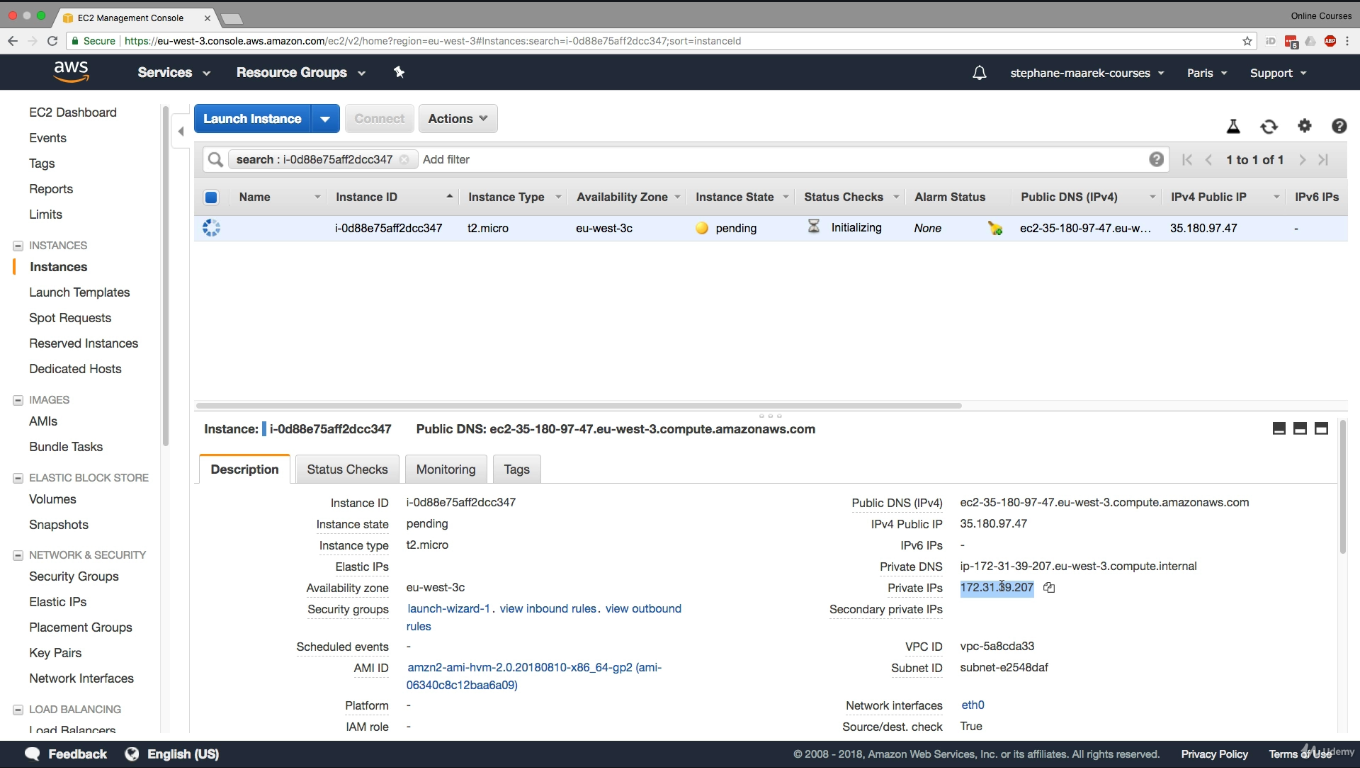 EC2 Management Console
Online Courses
Secure
https://eu-west-3.console.aws.amazon.com/ec2/v2/home?region=eu-west-3#Instances:search=i-0d88e75aff2dcc347;sort=instanceId
iD
5
ABP
aws
Services
Resource Groups
stephane-maarek-courses
Paris
Support
EC2 Dashboard
Events
Tags
Reports
Limits
INSTANCES
Instances
Launch Templates
Spot Requests
Reserved Instances
Dedicated Hosts
IMAGES
AMIs
Bundle Tasks
ELASTIC BLOCK STORE
Volumes
Snapshots
NETWORK & SECURITY
Security Groups
Elastic IPs
Placement Groups
Key Pairs
Network Interfaces
LOAD BALANCING
Load Balancers
Launch Instance
Connect
Actions
search : i-0d88e75aff2dcc347
Add filter
1 to 1 of 1
Name Instance ID Instance Type Availability Zone Instance State Status Checks Alarm Status Public DNS (IPv4) IPv4 Public IP IPv6 IPs
i-0d88e75aff2dcc347 t2.micro eu-west-3c pending Initializing None ec2-35-180-97-47.eu-w... 35.180.97.47 -
Instance: i-0d88e75aff2dcc347 Public DNS: ec2-35-180-97-47.eu-west-3.compute.amazonaws.com
Description Status Checks Monitoring Tags
Instance ID i-0d88e75aff2dcc347
Instance state pending
Instance type t2.micro
Elastic IPs
Availability zone eu-west-3c
Security groups launch-wizard-1. view inbound rules. view outbound
rules
Scheduled events -
AMI ID amzn2-ami-hvm-2.0.20180810-x86_64-gp2 (ami-
06340c8c12baa6a09)
Platform -
IAM role -
Public DNS (IPv4) ec2-35-180-97-47.eu-west-3.compute.amazonaws.com
IPv4 Public IP 35.180.97.47
IPv6 IPs -
Private DNS ip-172-31-39-207.eu-west-3.compute.internal
Private IPs 172.31.39.207
Secondary private IPs
VPC ID vpc-5a8cda33
Subnet ID subnet-e2548daf
Network interfaces eth0
Source/dest. check True
Feedback
English (US)
© 2008 - 2018, Amazon Web Services, Inc. or its affiliates. All rights reserved.
Privacy Policy
Terms of Use
Udemy